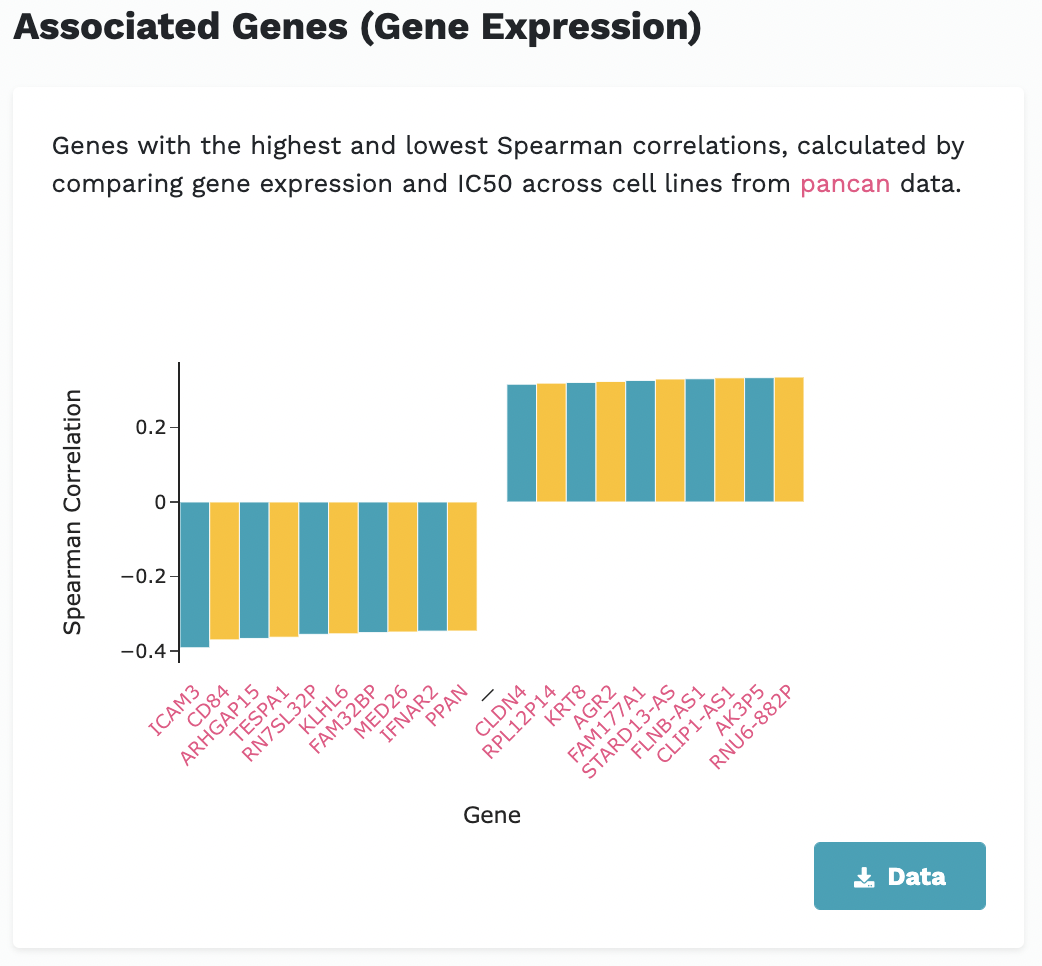 Associated Genes (Gene Expression)
Genes with the highest and lowest Spearman correlations, calculated by
comparing gene expression and IC50 across cell lines from pancan data.
Spearman Correlation
0.2
0
−0.2
−0.4
ICAM3
CD84
ARHGAP15
TESPA1
RN7SL32P
KLHL6
FAM32BP
MED26
IFNAR2
PPAN
/
CLDN4
RPL12P14
KRT8
AGR2
FAM177A1
STARD13-AS
FLNB-AS1
CLIP1-AS1
AK3P5
RNU6-882P
Gene
Data